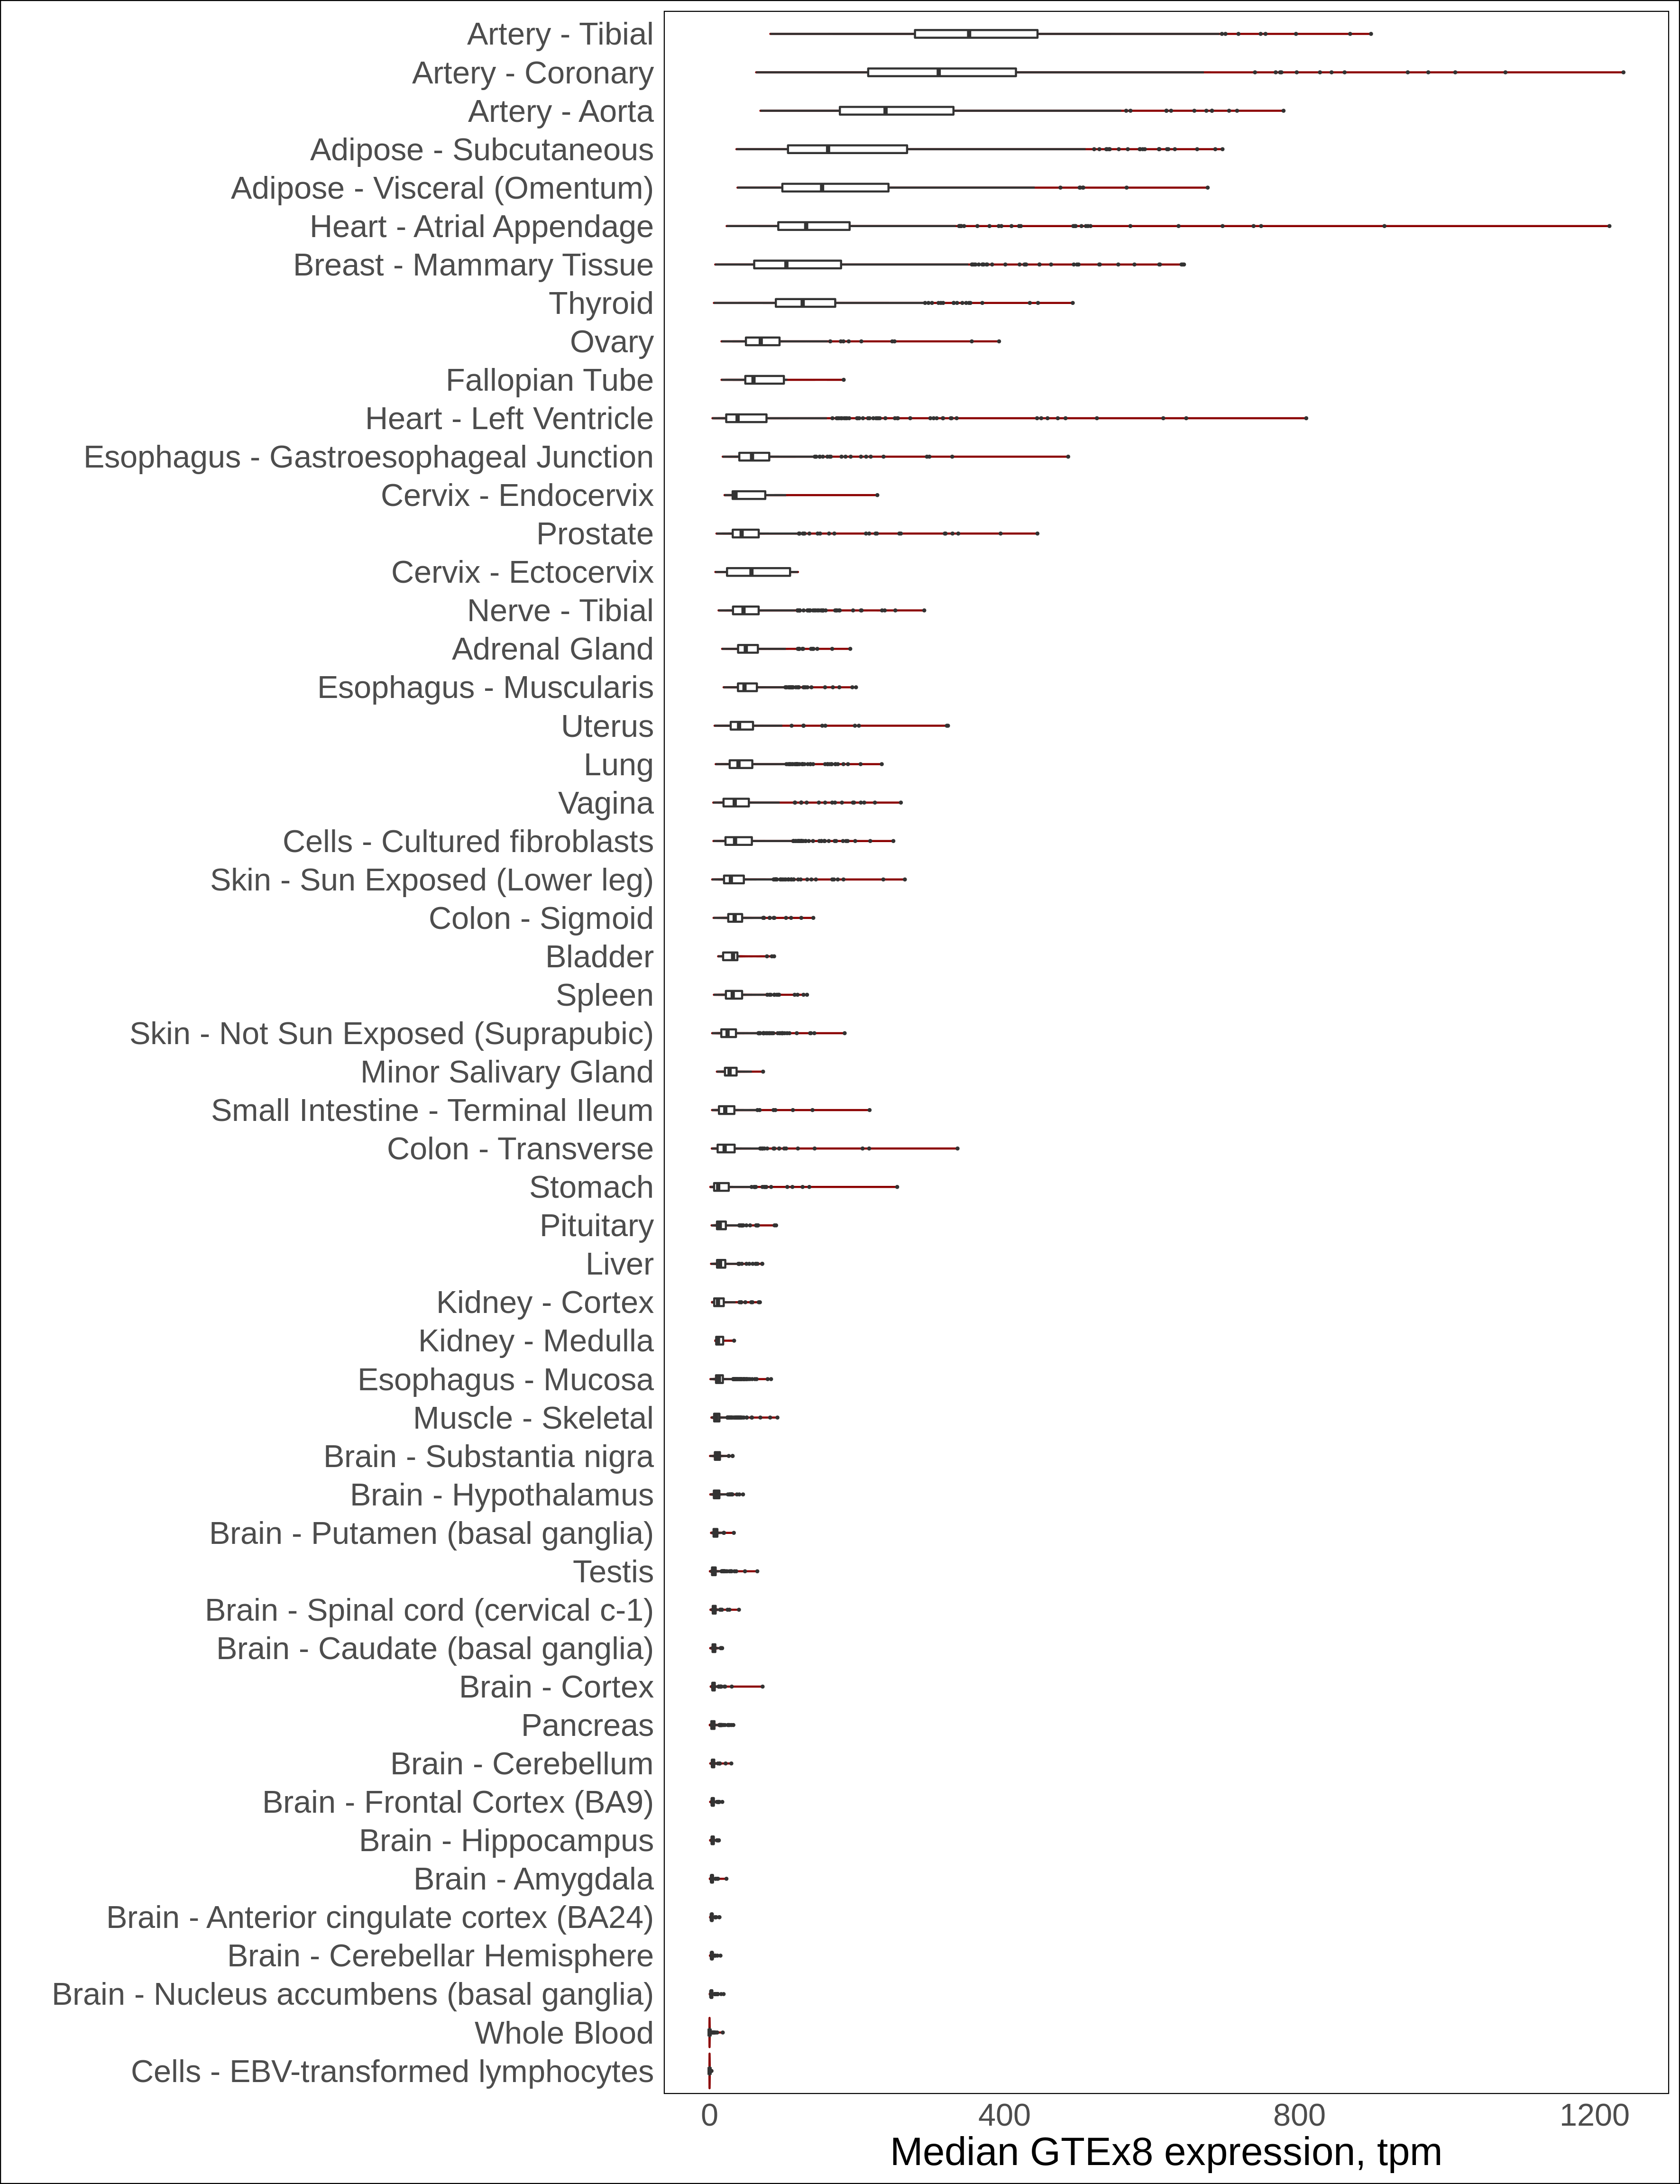 Artery - Tibial
Artery - Coronary
Artery - Aorta
Adipose - Subcutaneous
Adipose - Visceral (Omentum)
Heart - Atrial Appendage
Breast - Mammary Tissue
Thyroid
Ovary
Fallopian Tube
Heart - Left Ventricle
Esophagus - Gastroesophageal Junction
Cervix - Endocervix
Prostate
Cervix - Ectocervix
Nerve - Tibial
Adrenal Gland
Esophagus - Muscularis
Uterus
Lung
Vagina
Cells - Cultured fibroblasts
Skin - Sun Exposed (Lower leg)
Colon - Sigmoid
Bladder
Spleen
Skin - Not Sun Exposed (Suprapubic)
Minor Salivary Gland
Small Intestine - Terminal Ileum
Colon - Transverse
Stomach
Pituitary
Liver
Kidney - Cortex
Kidney - Medulla
Esophagus - Mucosa
Muscle - Skeletal
Brain - Substantia nigra
Brain - Hypothalamus
Brain - Putamen (basal ganglia)
Testis
Brain - Spinal cord (cervical c-1)
Brain - Caudate (basal ganglia)
Brain - Cortex
Pancreas
Brain - Cerebellum
Brain - Frontal Cortex (BA9)
Brain - Hippocampus
Brain - Amygdala
Brain - Anterior cingulate cortex (BA24)
Brain - Cerebellar Hemisphere
Brain - Nucleus accumbens (basal ganglia)
Whole Blood
Cells - EBV-transformed lymphocytes
0 400 800 1200
Median GTEx8 expression, tpm